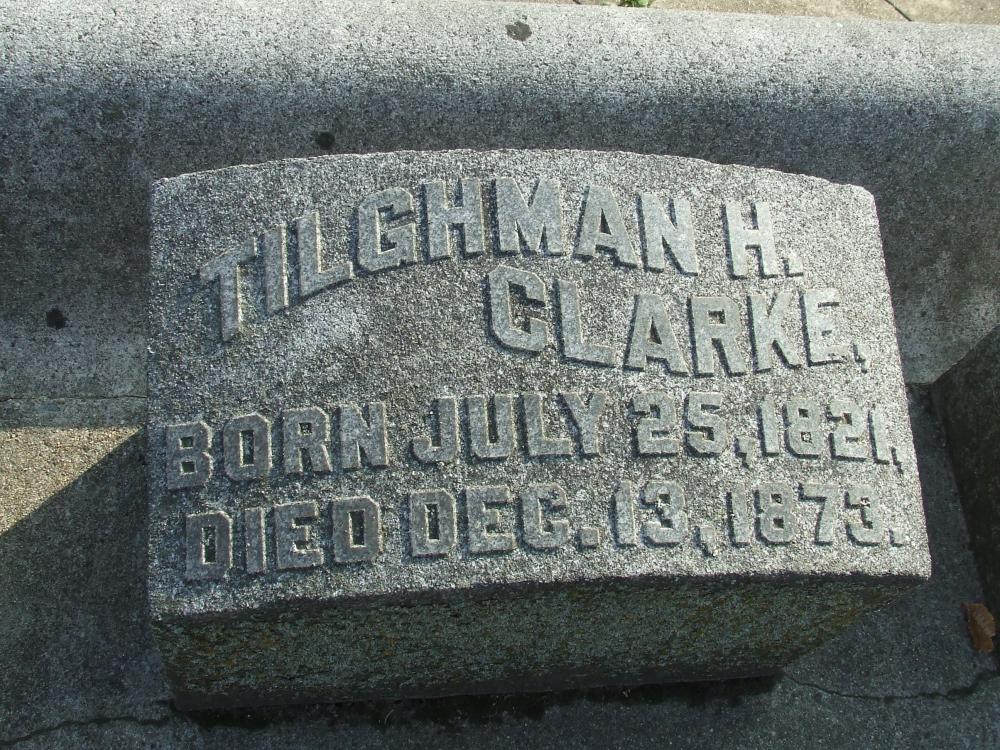 TILGHMAN H.
CLARKE,
BORN JULY 25, 1821,
DIED DEC. 13, 1873.